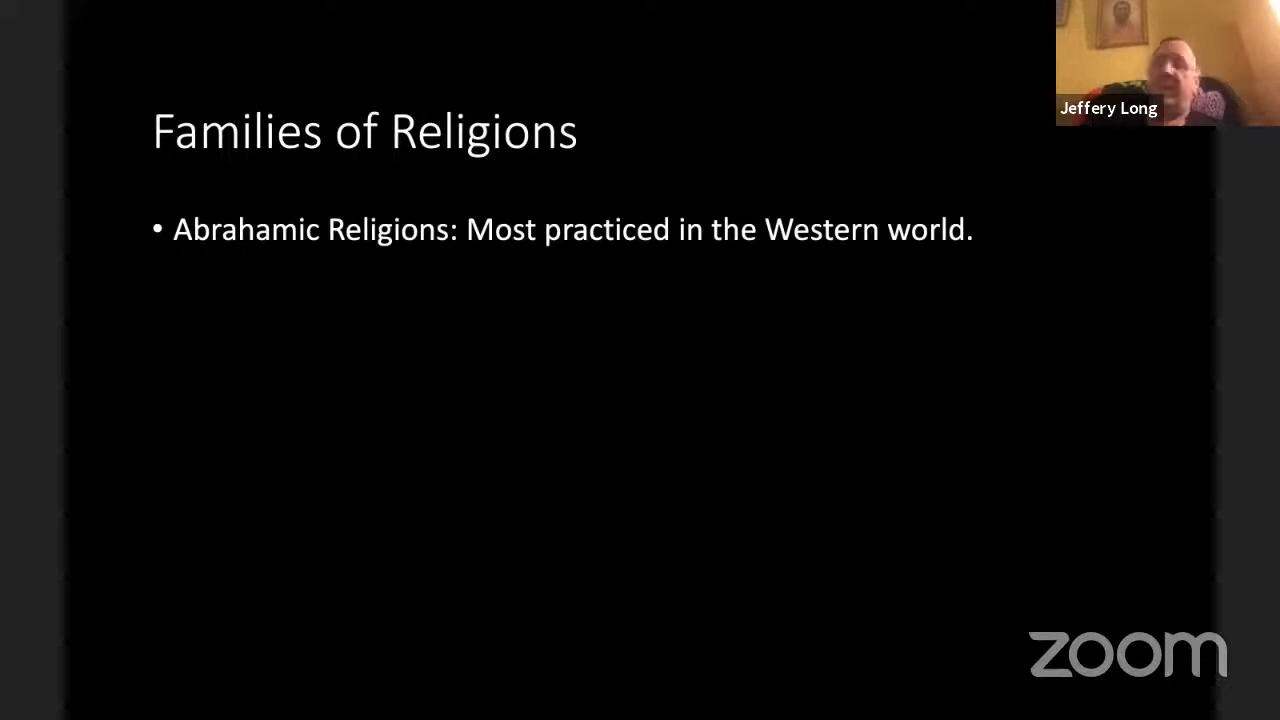 Jeffery Long
Families of Religions
• Abrahamic Religions: Most practiced in the Western world.
zoom